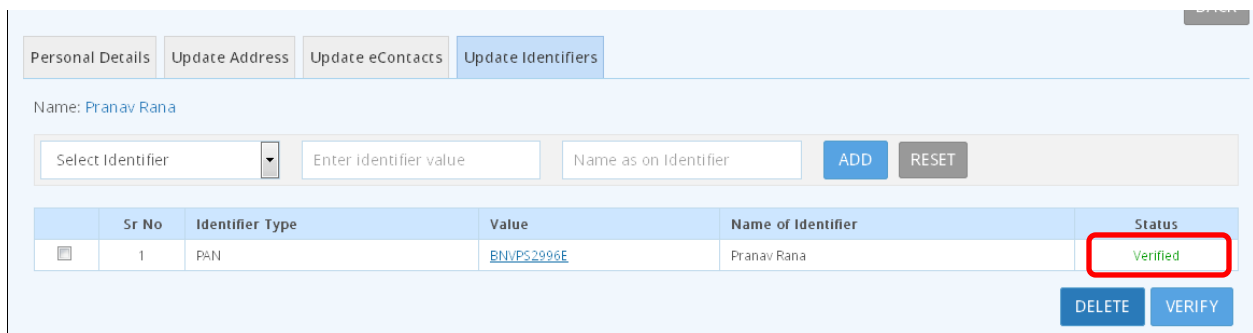 Personal Details Update Address Update eContacts Update Identifiers
Name: Pranav Rana
Select Identifier Enter identifier value Name as on Identifier ADD RESET
Sr No Identifier Type Value Name of Identifier Status
1 PAN BNVPS2996E Pranav Rana Verified
DELETE VERIFY